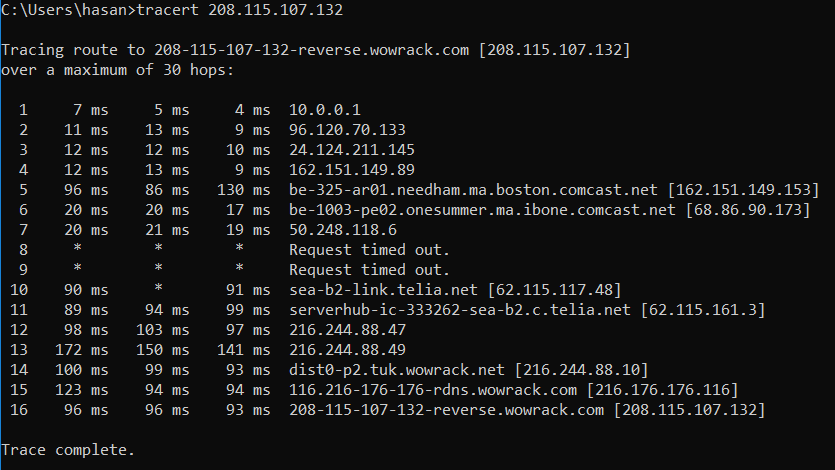 C:\Users\hasan>tracert 208.115.107.132
Tracing route to 208-115-107-132-reverse.wowrack.com [208.115.107.132]
over a maximum of 30 hops:
1 7 ms 5 ms 4 ms 10.0.0.1
2 11 ms 13 ms 9 ms 96.120.70.133
3 12 ms 12 ms 10 ms 24.124.211.145
4 12 ms 13 ms 9 ms 162.151.149.89
5 96 ms 86 ms 130 ms be-325-ar01.needham.ma.boston.comcast.net [162.151.149.153]
6 20 ms 20 ms 17 ms be-1003-pe02.onesummer.ma.ibone.comcast.net [68.86.90.173]
7 20 ms 21 ms 19 ms 50.248.118.6
8 * * * Request timed out.
9 * * * Request timed out.
10 90 ms * 91 ms sea-b2-link.telia.net [62.115.117.48]
11 89 ms 94 ms 99 ms serverhub-ic-333262-sea-b2.c.telia.net [62.115.161.3]
12 98 ms 103 ms 97 ms 216.244.88.47
13 172 ms 150 ms 141 ms 216.244.88.49
14 100 ms 99 ms 93 ms dist0-p2.tuk.wowrack.net [216.244.88.10]
15 123 ms 94 ms 94 ms 116.216-176-176-rdns.wowrack.com [216.176.176.116]
16 96 ms 96 ms 93 ms 208-115-107-132-reverse.wowrack.com [208.115.107.132]
Trace complete.